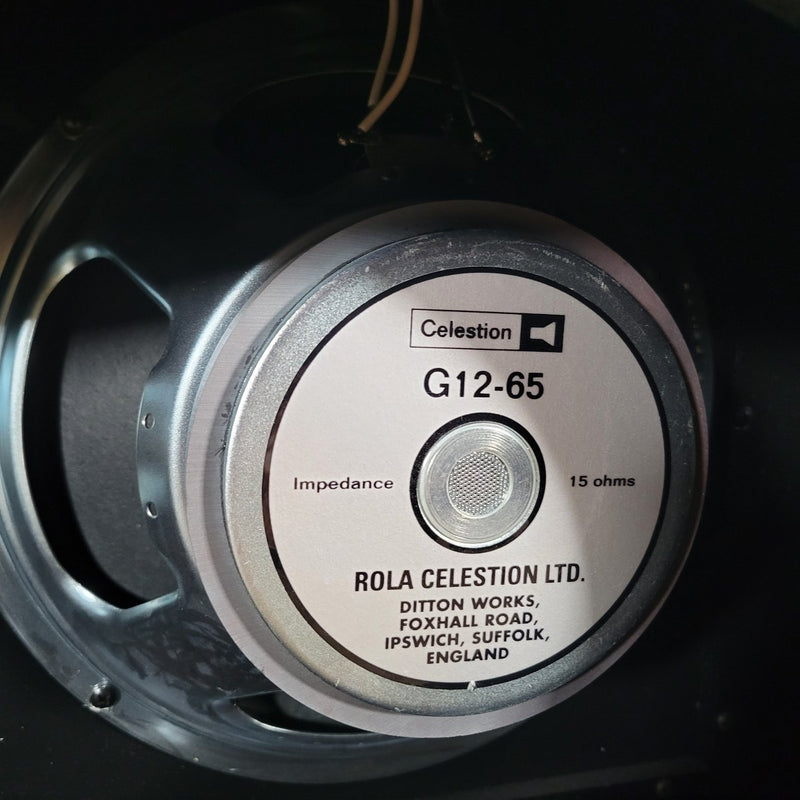 Celestion
G12-65
Impedance 15 ohms
ROLA CELESTION LTD.
DITTON WORKS,
FOXHALL ROAD,
IPSWICH, SUFFOLK,
ENGLAND